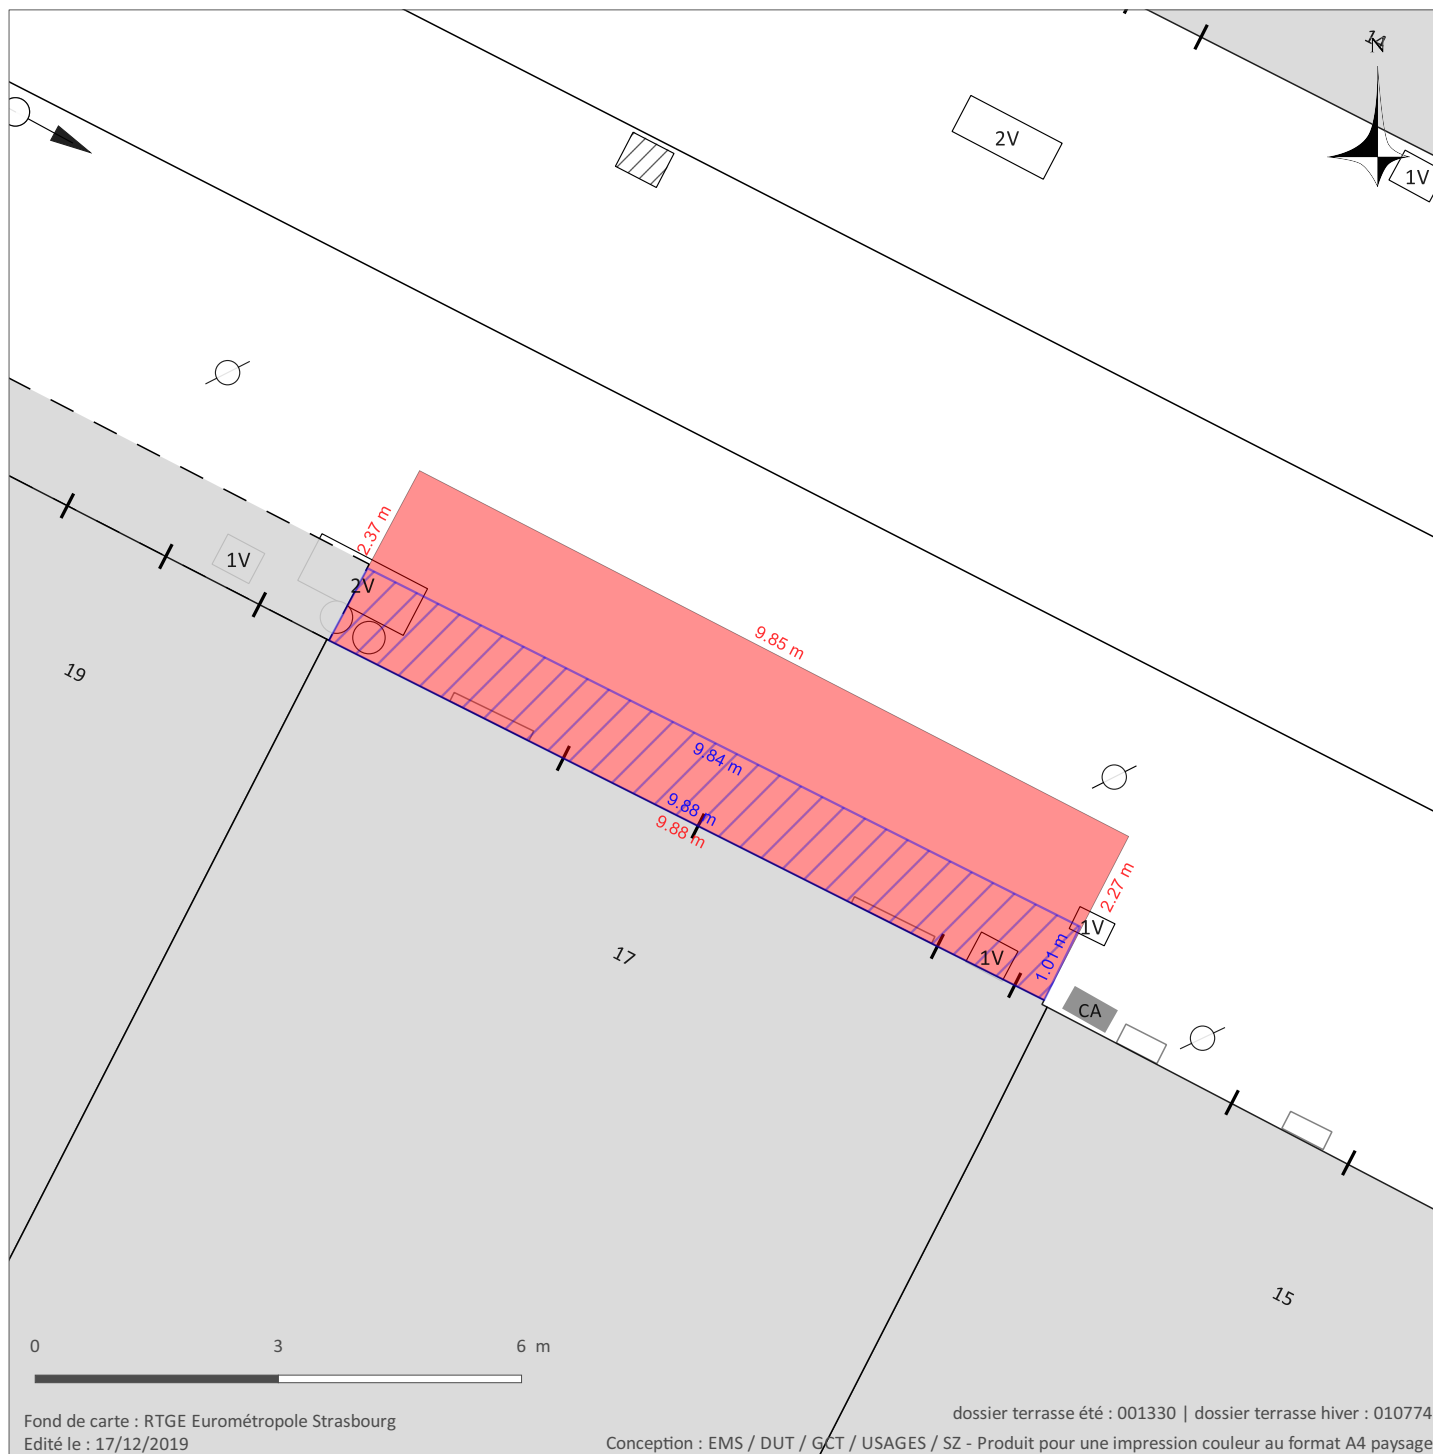 14
N
2V
1V
2.37 m
1V
2V
9.85 m
19
9.84 m
9.88 m
9.88 m
2.27 m
1V
1V
1.01 m
17
CA
15
0 3 6 m
Fond de carte : RTGE Eurométropole Strasbourg
Edité le : 17/12/2019
dossier terrasse été : 001330 | dossier terrasse hiver : 010774
Conception : EMS / DUT / GCT / USAGES / SZ - Produit pour une impression couleur au format A4 paysage